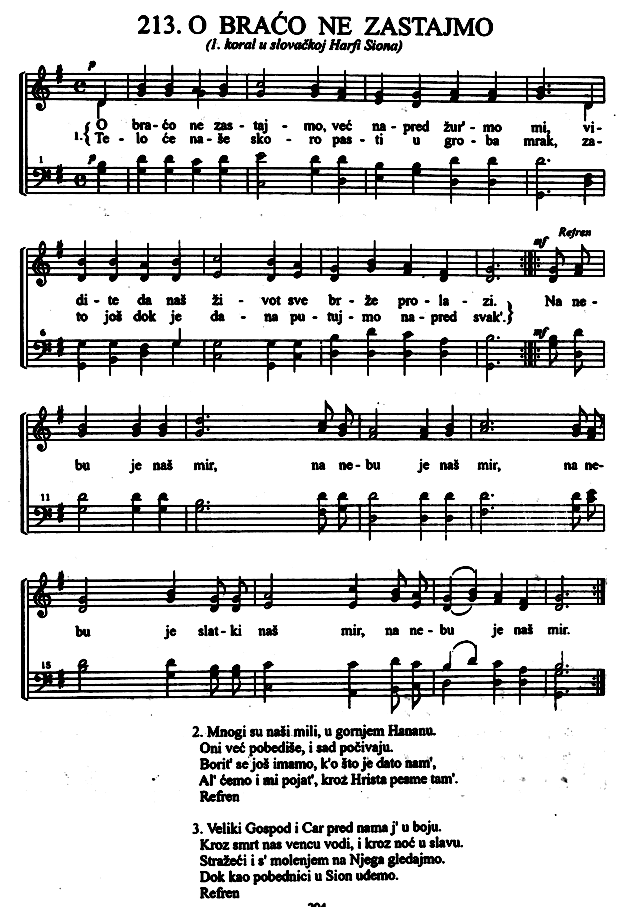 213. O BRAĆO NE ZASTAJMO
(1. koral u slovačkoj Harfi Siona)
p
O bra-ćo ne zas-taj-mo, već na-pred žur'-mo mi, vi-
1. Te-lo će na-še sko-ro pas-ti u gro-ba mrak, za-
1
p
Refren
mf
di-te da naš ži-vot sve br-že pro-la-zi. Na ne-
to još dok je da-na pu-tuj-mo na-pred svak'.
6
mf
bu je naš mir, na ne-bu je naš mir, na ne-
11
bu je slat-ki naš mir, na ne-bu je naš mir.
15
2. Mnogi su naši mili, u gornjem Hananu.
Oni već pobediše, i sad počivaju.
Borit' se još imamo, k'o što je dato nam',
Al' ćemo i mi pojat', kroz Hrista pesme tam'.
Refren
3. Veliki Gospod i Car pred nama j' u boju.
Kroz smrt nas vencu vodi, i kroz noć u slavu.
Stražeći i s' molenjem na Njega gledajmo.
Dok kao pobednici u Sion uđemo.
Refren